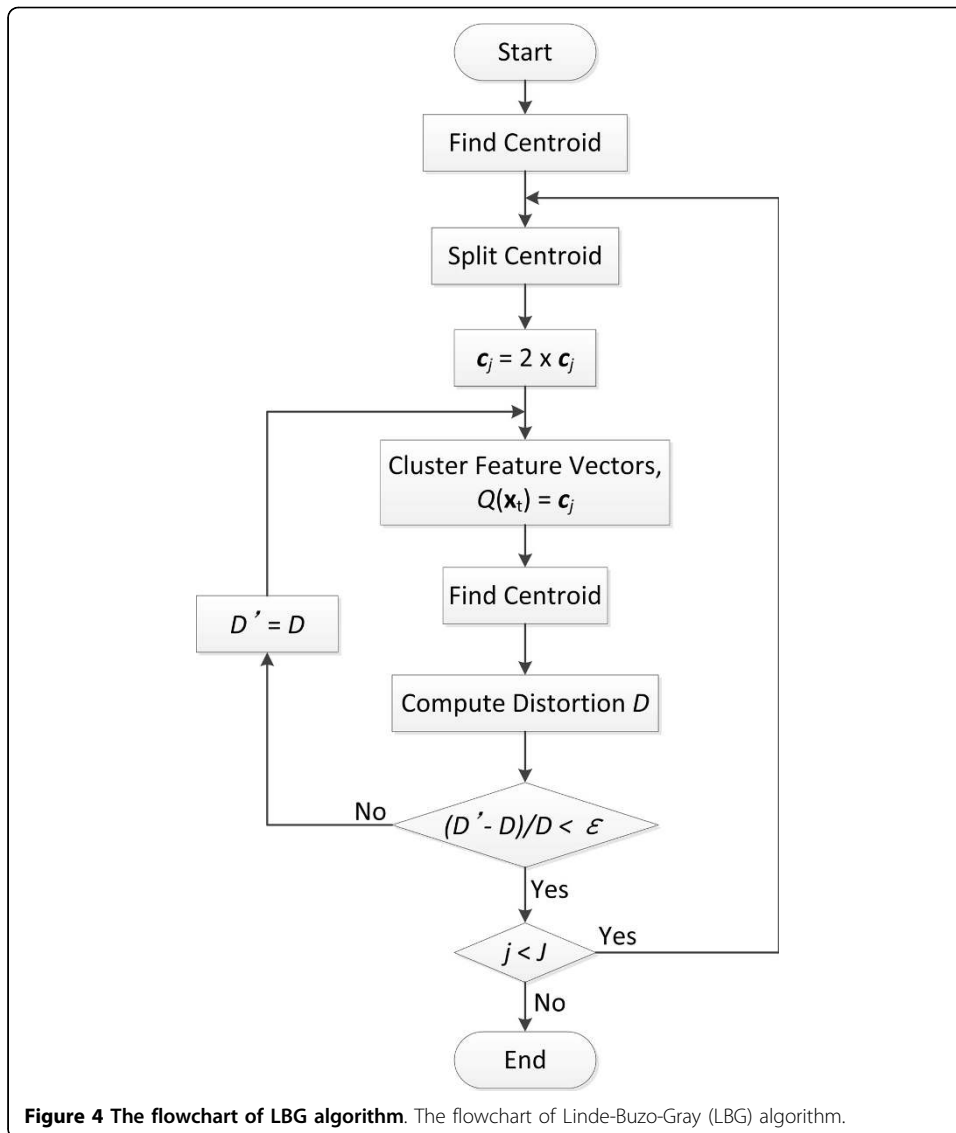 Start
Find Centroid
Split Centroid
c_j = 2 x c_j
Cluster Feature Vectors,
Q(x_t) = c_j
Find Centroid
D' = D
Compute Distortion D
No
(D' - D)/D < ε
Yes
j < J
Yes
No
End
Figure 4 The flowchart of LBG algorithm. The flowchart of Linde-Buzo-Gray (LBG) algorithm.